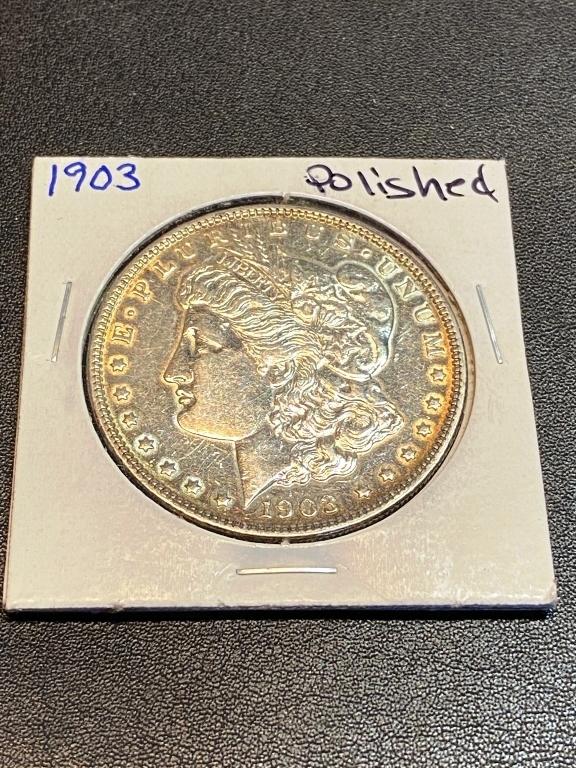 1903 Polished
E·PLURIBUS·UNUM·
LIBERTY
1903